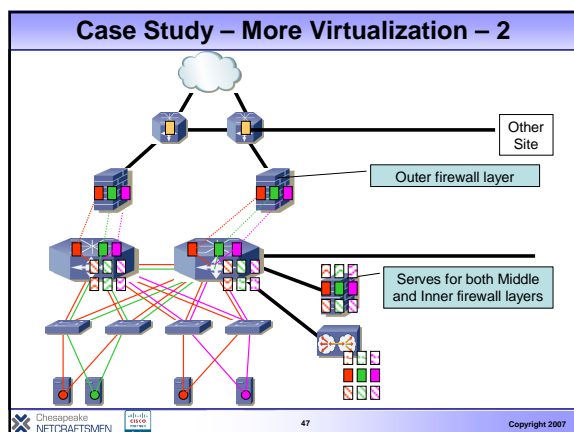 Case Study – More Virtualization – 2
Other
Site
Outer firewall layer
Serves for both Middle
and Inner firewall layers
Chesapeake
NETCRAFTSMEN
CISCO
47
Copyright 2007